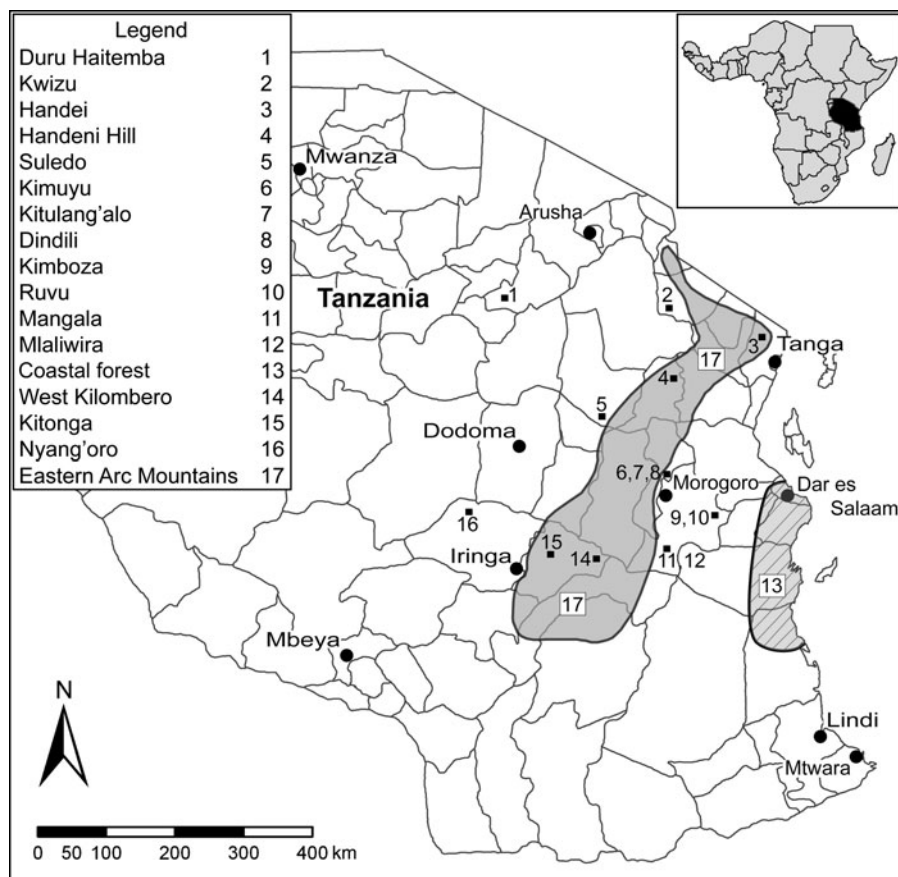 Legend
Duru Haitemba 1
Kwizu 2
Handei 3
Handeni Hill 4
Suledo 5
Kimuyu 6
Kitulang'alo 7
Dindili 8
Kimboza 9
Ruvu 10
Mangala 11
Mlaliwira 12
Coastal forest 13
West Kilombero 14
Kitonga 15
Nyang'oro 16
Eastern Arc Mountains 17
Mwanza
Arusha
Tanzania
1
2
3
17
Tanga
4
5
Dodoma
6,7,8
Morogoro
Dar es
Salaam
9,10
16
15
14
11
12
Iringa
13
17
Mbeya
N
Lindi
Mtwara
0 50 100 200 300 400 km